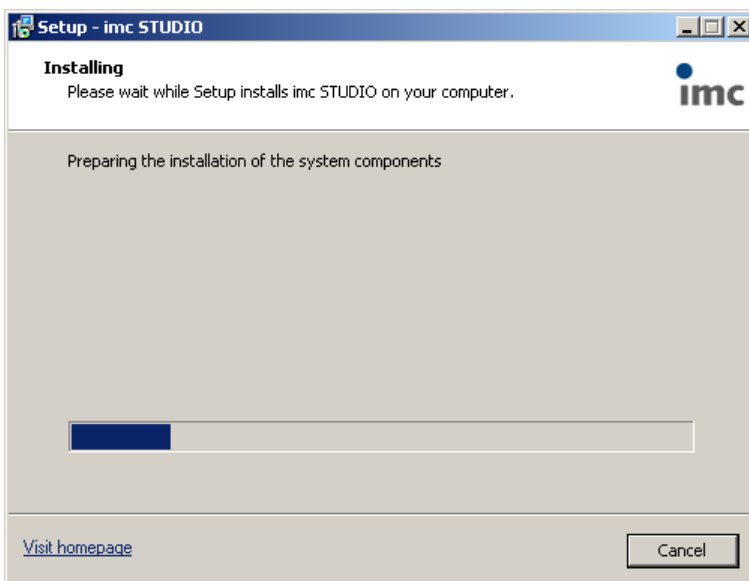 Setup - imc STUDIO
Installing
Please wait while Setup installs imc STUDIO on your computer.
imc
Preparing the installation of the system components
Visit homepage
Cancel